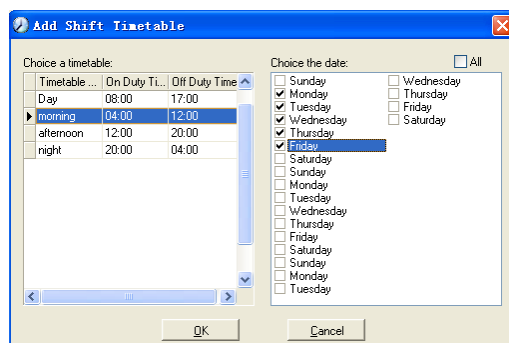 Add Shift Timetable
Choice a timetable:
Timetable ... On Duty Ti... Off Duty Time
Day 08:00 17:00
morning 04:00 12:00
afternoon 12:00 20:00
night 20:00 04:00
Choice the date: All
Sunday
Monday
Tuesday
Wednesday
Thursday
Friday
Saturday
Sunday
Monday
Tuesday
Wednesday
Thursday
Friday
Saturday
Sunday
Monday
Tuesday
Wednesday
Thursday
Friday
Saturday
OK Cancel